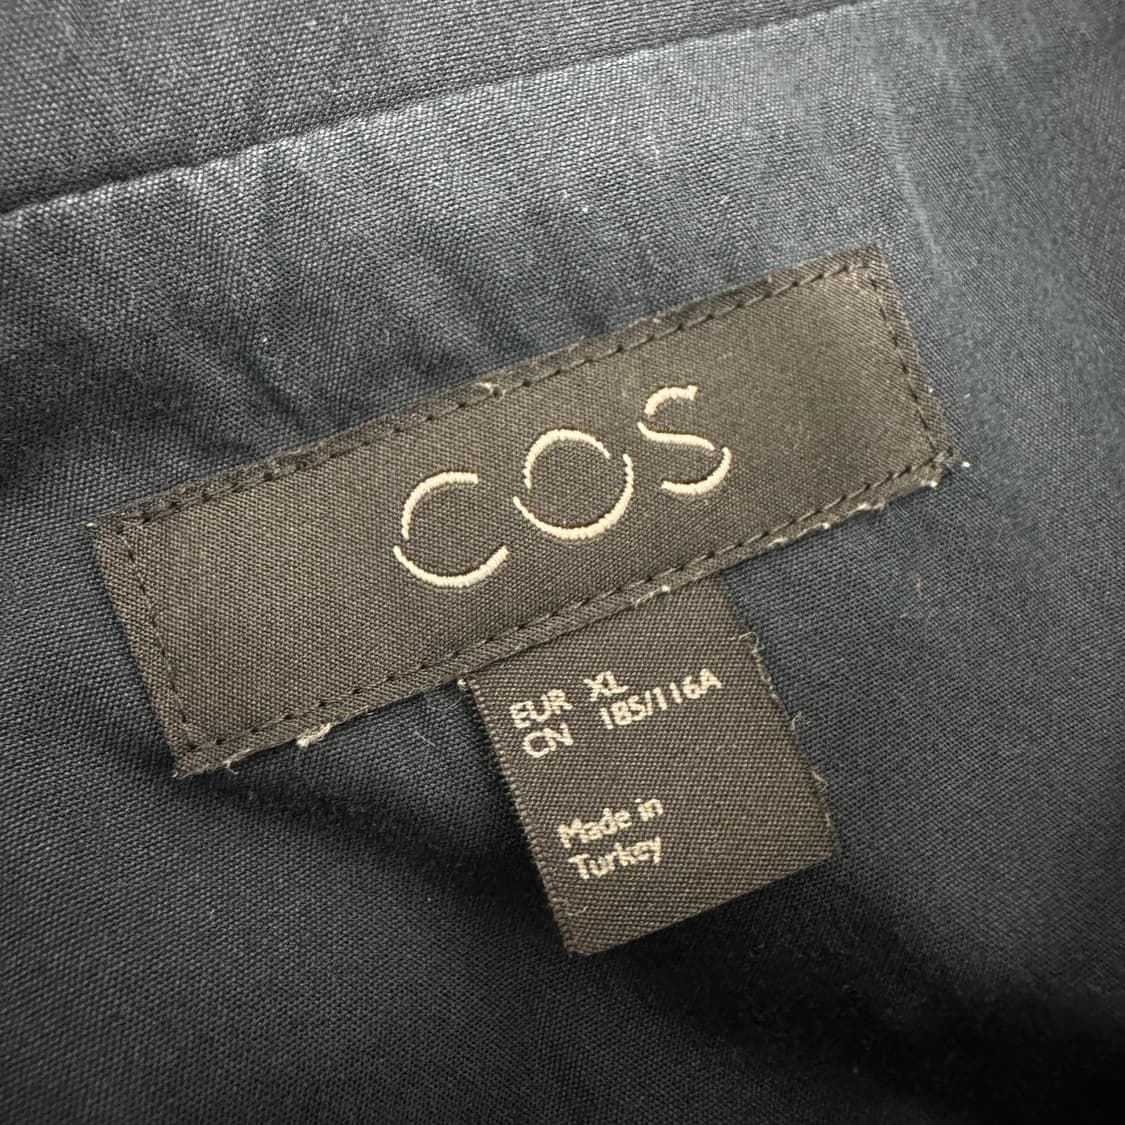 COS
EUR XL
CN 185/116A
Made in
Turkey